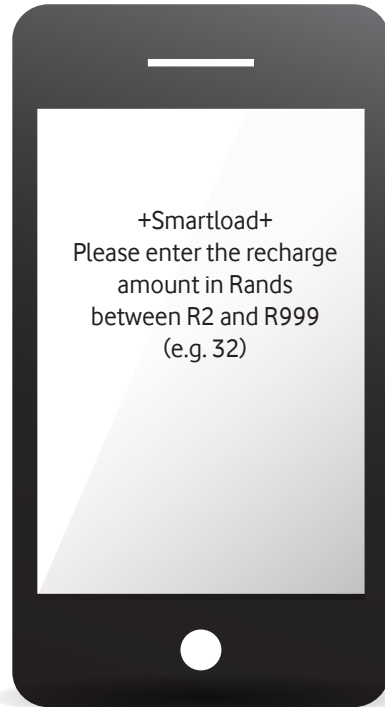 +Smartload+
Please enter the recharge
amount in Rands
between R2 and R999
(e.g. 32)